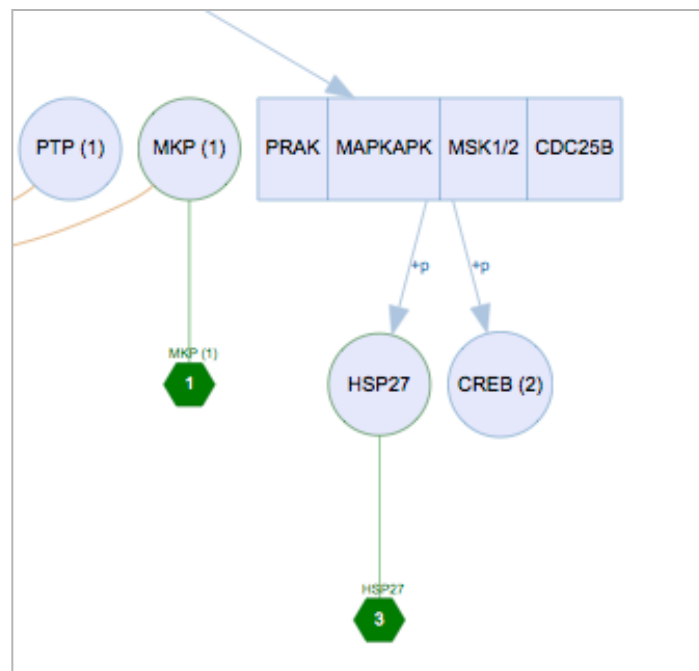 PTP (1)
MKP (1)
PRAK
MAPKAPK
MSK1/2
CDC25B
+p
+p
MKP (1)
1
HSP27
CREB (2)
HSP27
3